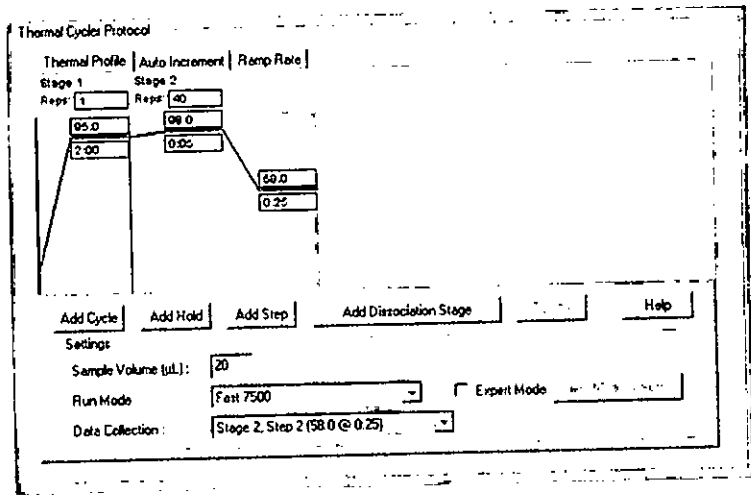 Thermal Cycler Protocol
Thermal Profile Auto Increment Ramp Rate
Stage 1 Stage 2
Reps: 1 Reps: 40
95.0 98.0
2:00 0:05
58.0
0:25
Add Cycle Add Hold Add Step Add Dissociation Stage Help
Settings
Sample Volume (µL) : 20
Run Mode Fast 7500 Expert Mode
Data Collection : Stage 2, Step 2 (58.0 @ 0:25)